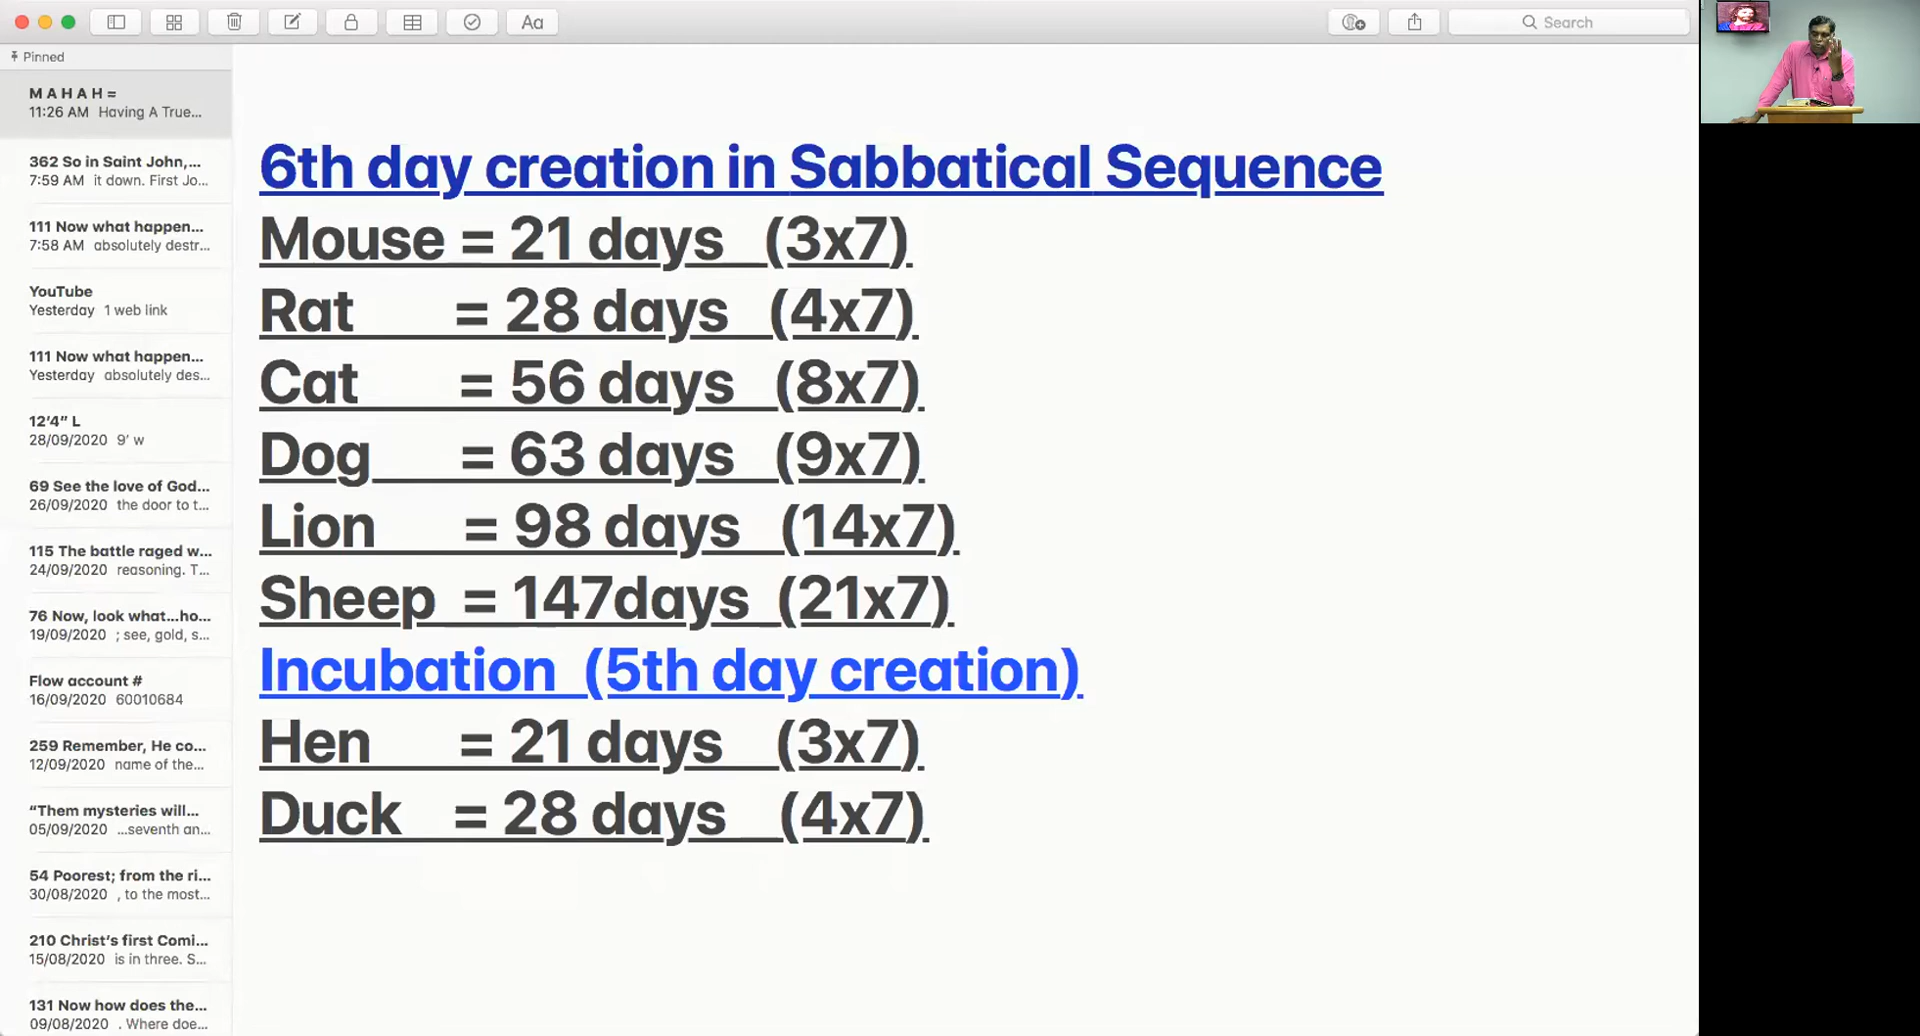 Aa
Search
Pinned
M A H A H =
11:26 AM Having A True...
362 So in Saint John,...
7:59 AM it down. First Jo...
111 Now what happen...
7:58 AM absolutely destr...
YouTube
Yesterday 1 web link
111 Now what happen...
Yesterday absolutely des...
12’4” L
28/09/2020 9’ w
69 See the love of God...
26/09/2020 the door to t...
115 The battle raged w...
24/09/2020 reasoning. T...
76 Now, look what...ho...
19/09/2020 ; see, gold, s...
Flow account #
16/09/2020 60010684
259 Remember, He co...
12/09/2020 name of the...
“Them mysteries will...
05/09/2020 ...seventh an...
54 Poorest; from the ri...
30/08/2020 , to the most...
210 Christ’s first Comi...
15/08/2020 is in three. S...
131 Now how does the...
09/08/2020 . Where doe...
6th day creation in Sabbatical Sequence
Mouse = 21 days (3x7)
Rat = 28 days (4x7)
Cat = 56 days (8x7)
Dog = 63 days (9x7)
Lion = 98 days (14x7)
Sheep = 147days (21x7)
Incubation (5th day creation)
Hen = 21 days (3x7)
Duck = 28 days (4x7)